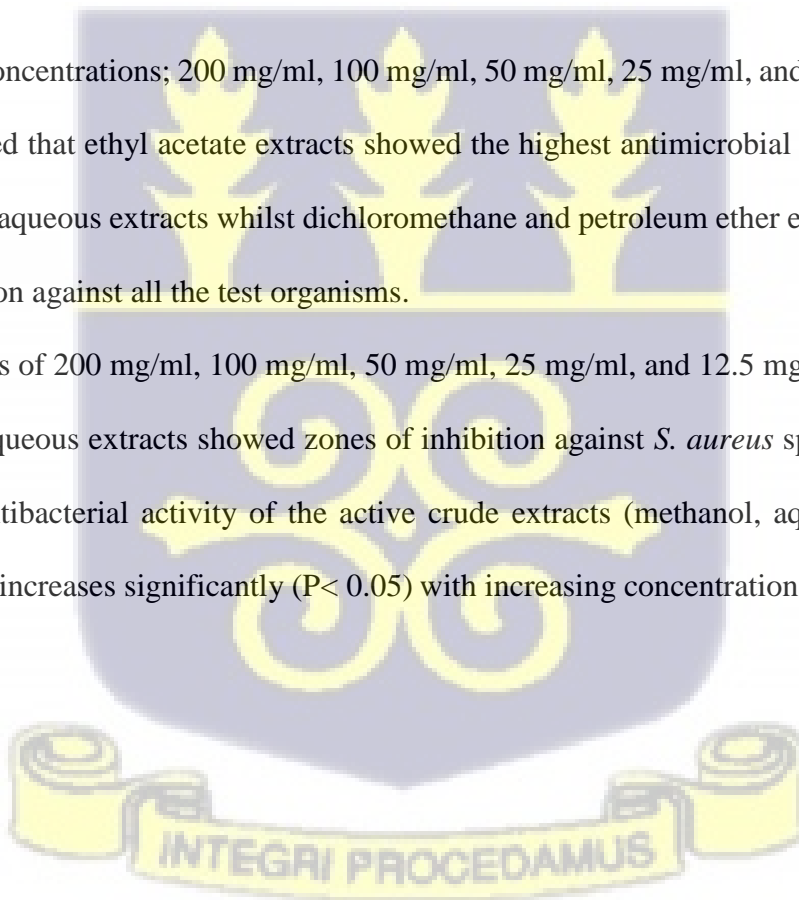 oncentrations; 200 mg/ml, 100 mg/ml, 50 mg/ml, 25 mg/ml, and
ed that ethyl acetate extracts showed the highest antimicrobial
aqueous extracts whilst dichloromethane and petroleum ether e
on against all the test organisms.
s of 200 mg/ml, 100 mg/ml, 50 mg/ml, 25 mg/ml, and 12.5 mg
queous extracts showed zones of inhibition against S. aureus sp
tibacterial activity of the active crude extracts (methanol, aq
increases significantly (P< 0.05) with increasing concentration
INTEGRI PROCEDAMUS